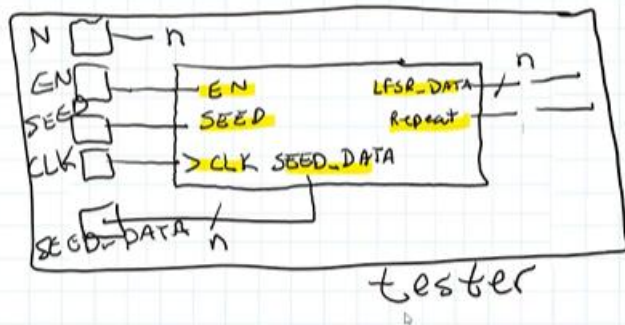 N n
n
EN EN LFSR_DATA
SEED SEED Repeat
CLK >CLK SEED_DATA
SEED_DATA n
tester